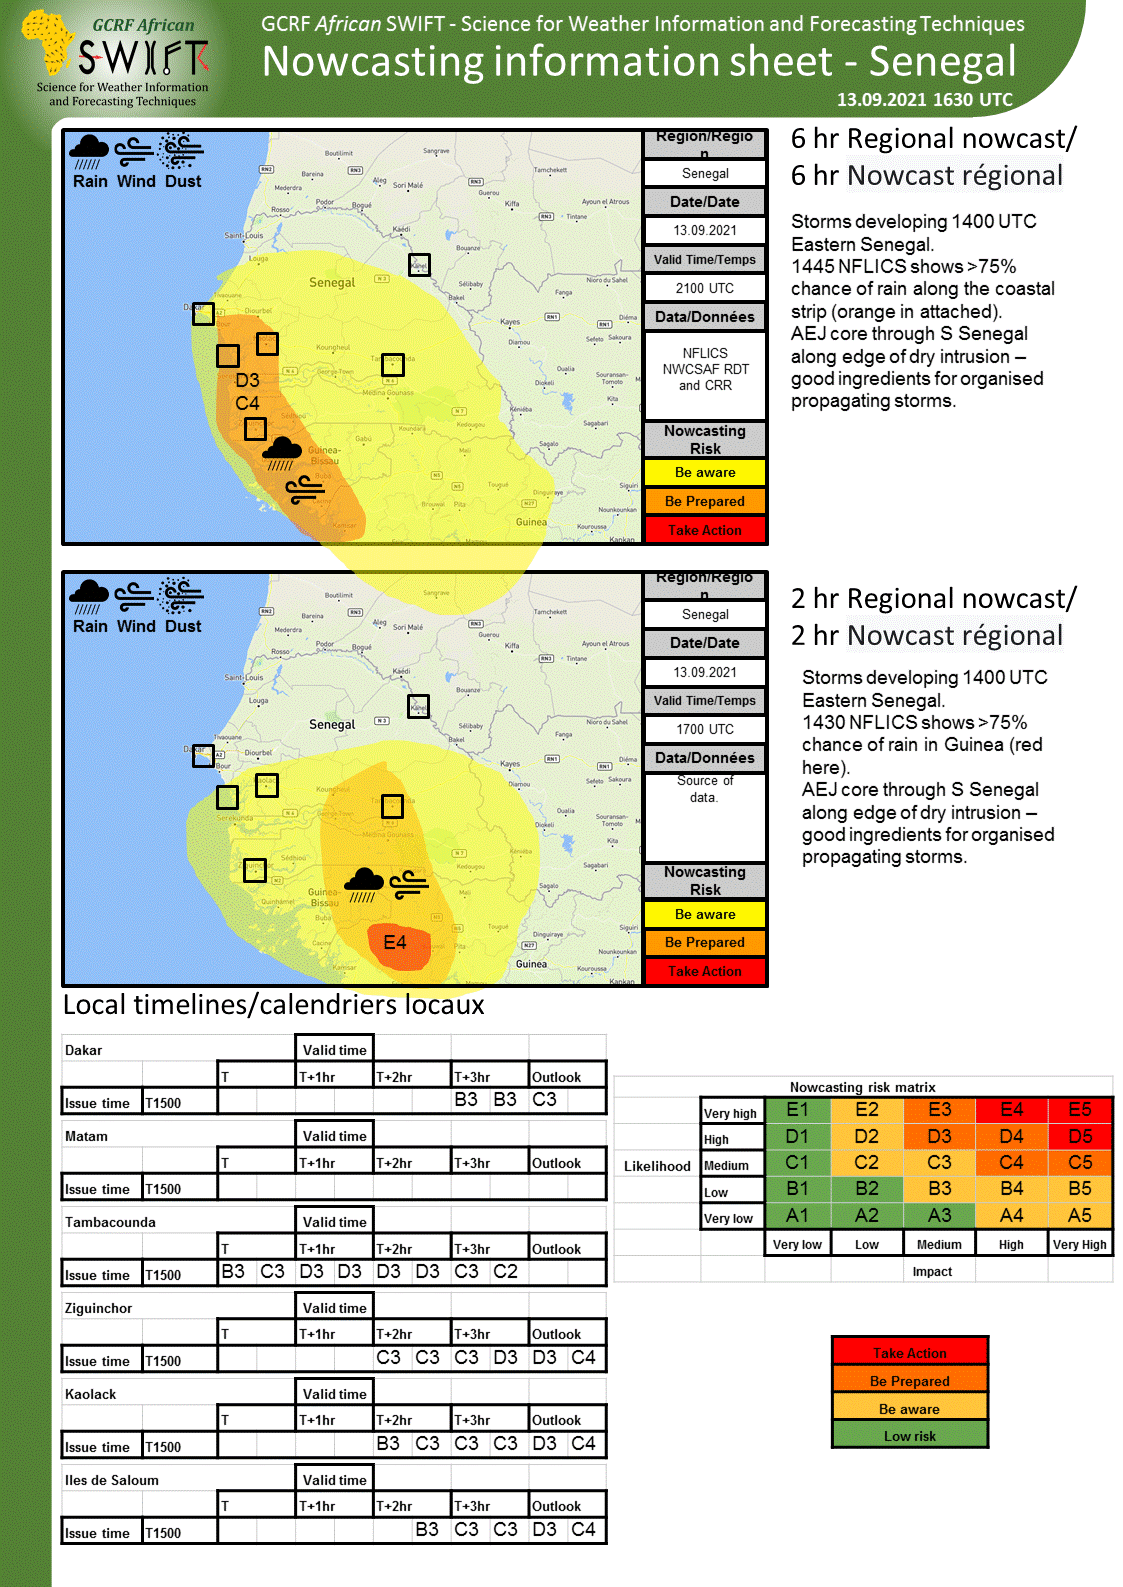 GCRF African
SWIFT
Science for Weather Information
and Forecasting Techniques
GCRF African SWIFT - Science for Weather Information and Forecasting Techniques
Nowcasting information sheet - Senegal
13.09.2021 1630 UTC
Rain Wind Dust
Region/Regio
n
Senegal
Date/Date
13.09.2021
Valid Time/Temps
2100 UTC
Data/Données
NFLICS
NWCSAF RDT
and CRR
Nowcasting
Risk
Be aware
Be Prepared
Take Action
Senegal
D3
C4
Guinea-
Bissau
Guinea
6 hr Regional nowcast/
6 hr Nowcast régional
Storms developing 1400 UTC
Eastern Senegal.
1445 NFLICS shows >75%
chance of rain along the coastal
strip (orange in attached).
AEJ core through S Senegal
along edge of dry intrusion –
good ingredients for organised
propagating storms.
Rain Wind Dust
Region/Regio
n
Senegal
Date/Date
13.09.2021
Valid Time/Temps
1700 UTC
Data/Données
Source of
data.
Nowcasting
Risk
Be aware
Be Prepared
Take Action
Senegal
Guinea-
Bissau
E4
Guinea
2 hr Regional nowcast/
2 hr Nowcast régional
Storms developing 1400 UTC
Eastern Senegal.
1430 NFLICS shows >75%
chance of rain in Guinea (red
here).
AEJ core through S Senegal
along edge of dry intrusion –
good ingredients for organised
propagating storms.
Local timelines/calendriers locaux
Dakar Valid time
T T+1hr T+2hr T+3hr Outlook
Issue time T1500 B3 B3 C3
Matam Valid time
T T+1hr T+2hr T+3hr Outlook
Issue time T1500
Tambacounda Valid time
T T+1hr T+2hr T+3hr Outlook
Issue time T1500 B3 C3 D3 D3 D3 D3 C3 C2
Ziguinchor Valid time
T T+1hr T+2hr T+3hr Outlook
Issue time T1500 C3 C3 C3 D3 D3 C4
Kaolack Valid time
T T+1hr T+2hr T+3hr Outlook
Issue time T1500 B3 C3 C3 C3 D3 C4
Iles de Saloum Valid time
T T+1hr T+2hr T+3hr Outlook
Issue time T1500 B3 C3 C3 D3 C4
Nowcasting risk matrix
Very high E1 E2 E3 E4 E5
High D1 D2 D3 D4 D5
Likelihood Medium C1 C2 C3 C4 C5
Low B1 B2 B3 B4 B5
Very low A1 A2 A3 A4 A5
Very low Low Medium High Very High
Impact
Take Action
Be Prepared
Be aware
Low risk